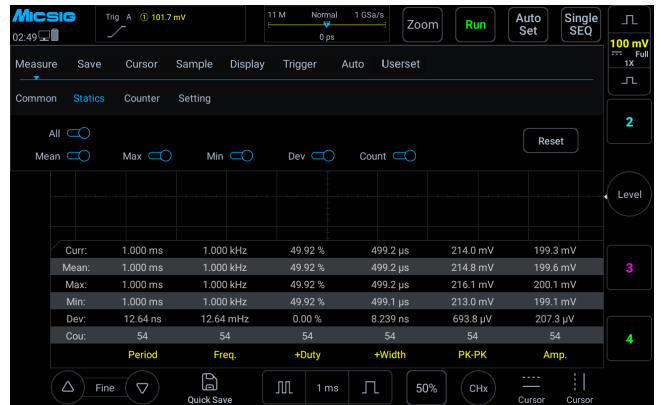 Micsig Trig A ① 101.7 mV 11 M Normal 1 GSa/s Zoom Run Auto Set Single SEQ
02:49 0 ps
100 mV
Full
1X
Measure Save Cursor Sample Display Trigger Auto Userset
Common Statics Counter Setting
All
Mean Max Min Dev Count Reset
2
Level
Curr: 1.000 ms 1.000 kHz 49.92 % 499.2 µs 214.0 mV 199.3 mV
Mean: 1.000 ms 1.000 kHz 49.92 % 499.2 µs 214.8 mV 199.6 mV
Max: 1.000 ms 1.000 kHz 49.92 % 499.2 µs 216.1 mV 200.1 mV
Min: 1.000 ms 1.000 kHz 49.92 % 499.1 µs 213.0 mV 199.1 mV
Dev: 12.64 ns 12.64 mHz 0.00 % 8.239 ns 693.8 µV 207.3 µV
Cou: 54 54 54 54 54 54
Period Freq. +Duty +Width PK-PK Amp.
3
4
Fine Quick Save 1 ms 50% CHx Cursor Cursor